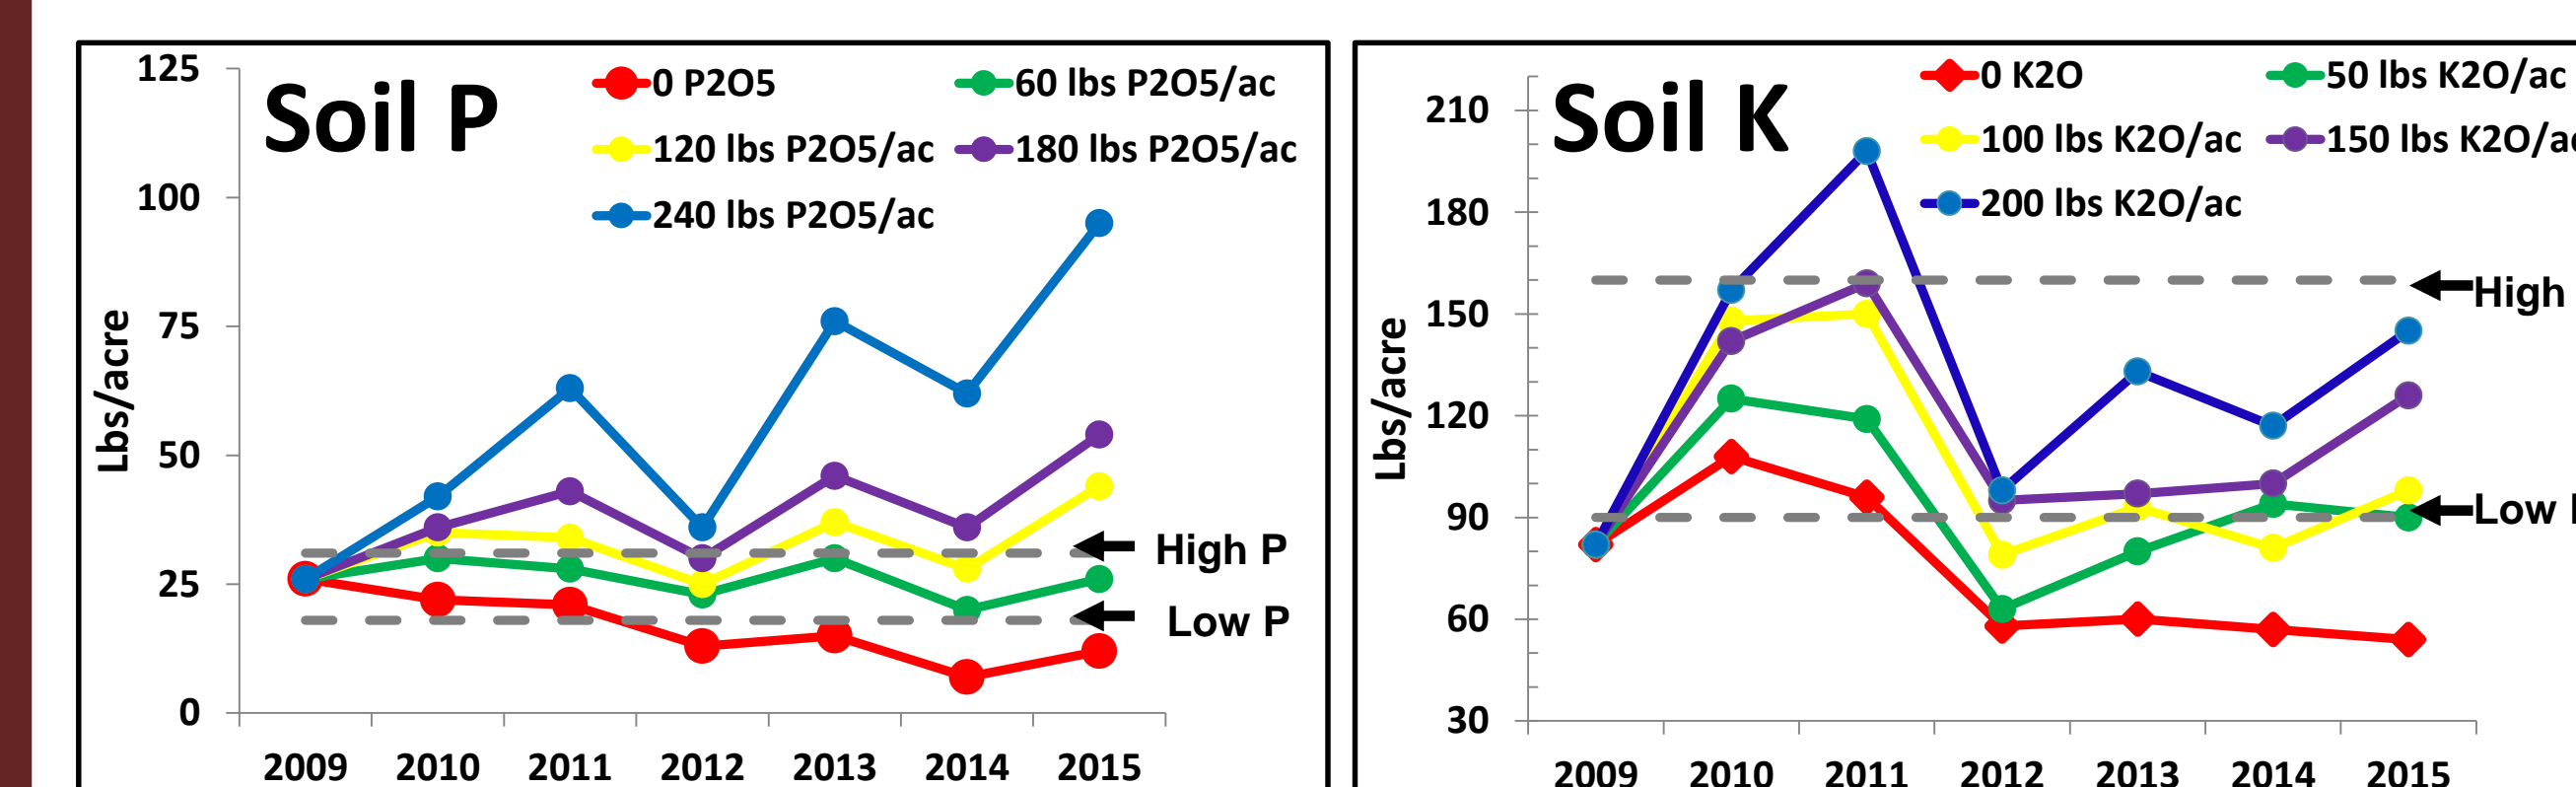 Soil P
0 P2O5
60 lbs P2O5/ac
120 lbs P2O5/ac
180 lbs P2O5/ac
240 lbs P2O5/ac
Lbs/acre
125
100
75
50
25
0
High P
Low P
2009 2010 2011 2012 2013 2014 2015
Soil K
0 K2O
50 lbs K2O/ac
100 lbs K2O/ac
150 lbs K2O/ac
200 lbs K2O/ac
Lbs/acre
210
180
150
120
90
60
30
High
Low
2009 2010 2011 2012 2013 2014 2015